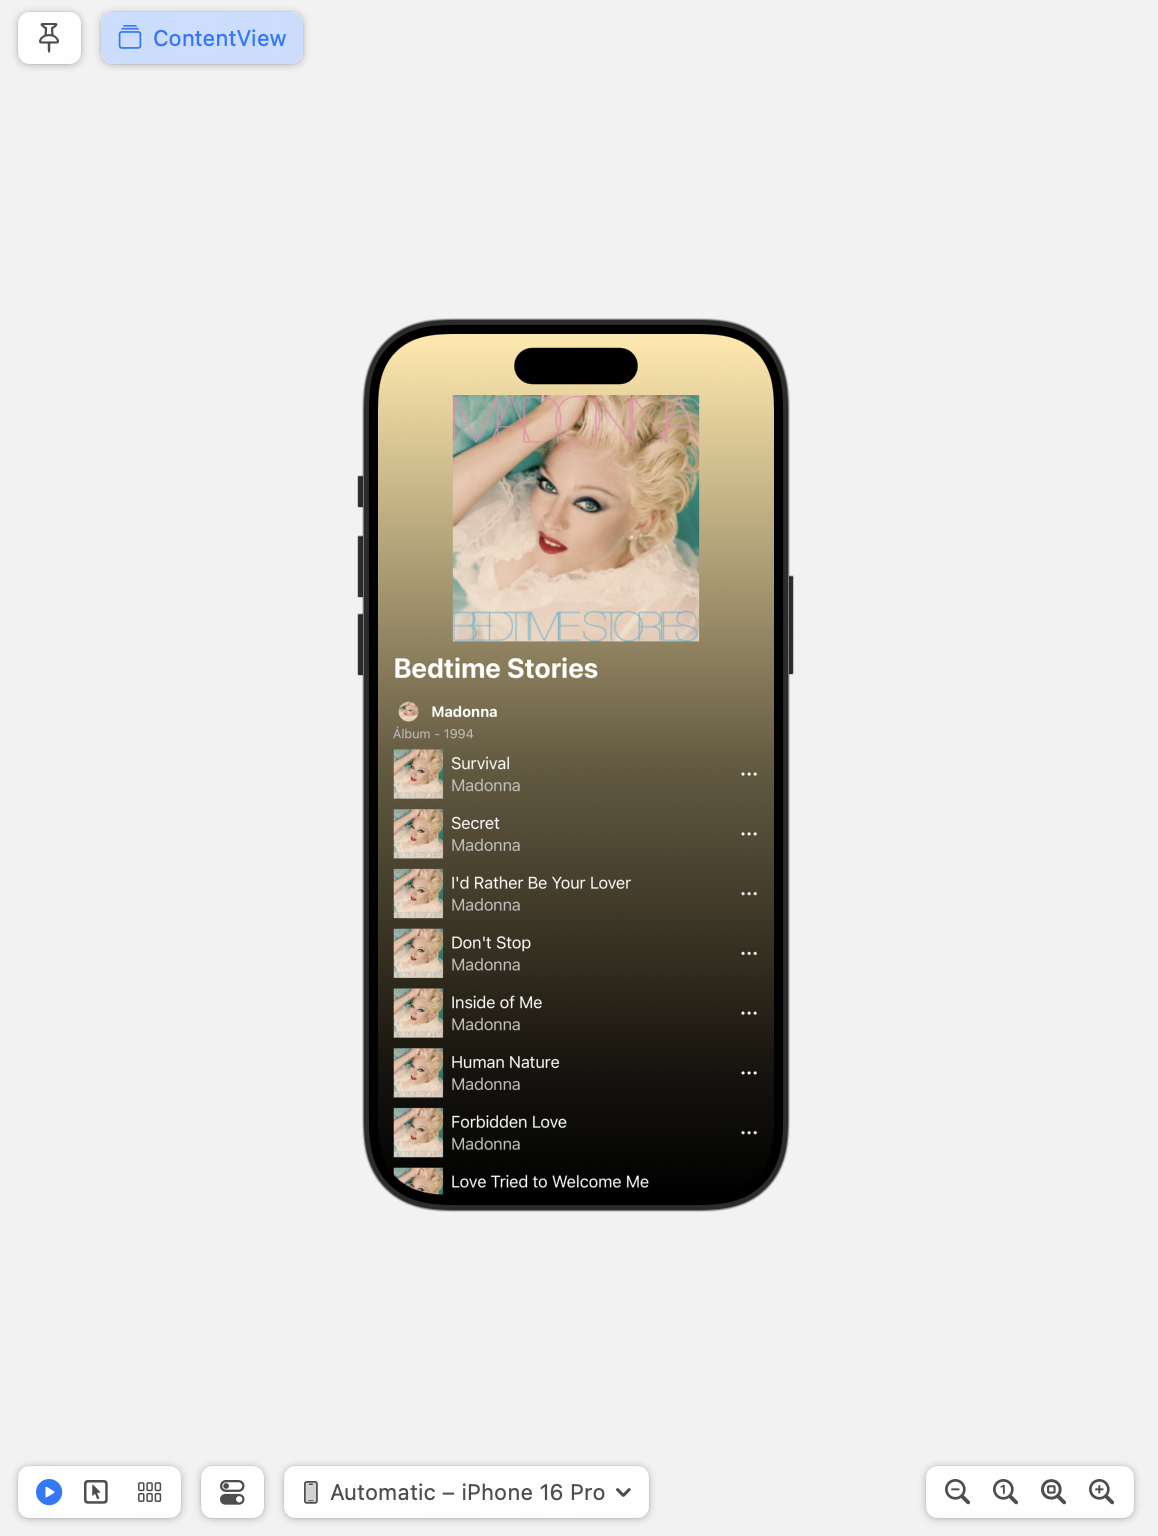 ContentView
MADONNA
BEDTIME STORIES
Bedtime Stories
Madonna
Álbum - 1994
Survival
Madonna
Secret
Madonna
I'd Rather Be Your Lover
Madonna
Don't Stop
Madonna
Inside of Me
Madonna
Human Nature
Madonna
Forbidden Love
Madonna
Love Tried to Welcome Me
Automatic – iPhone 16 Pro
1